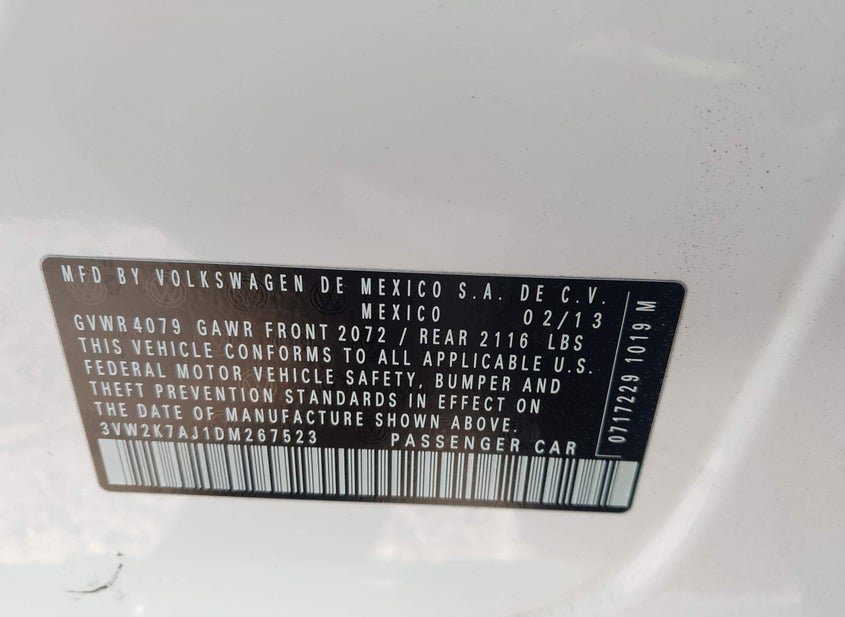 MFD BY VOLKSWAGEN DE MEXICO S.A. DE C.V.
MEXICO 02/13
GVWR4079 GAWR FRONT 2072 / REAR 2116 LBS
THIS VEHICLE CONFORMS TO ALL APPLICABLE U.S.
FEDERAL MOTOR VEHICLE SAFETY, BUMPER AND
THEFT PREVENTION STANDARDS IN EFFECT ON
THE DATE OF MANUFACTURE SHOWN ABOVE.
3VW2K7AJ1DM267523 PASSENGER CAR
0717229 1019 M